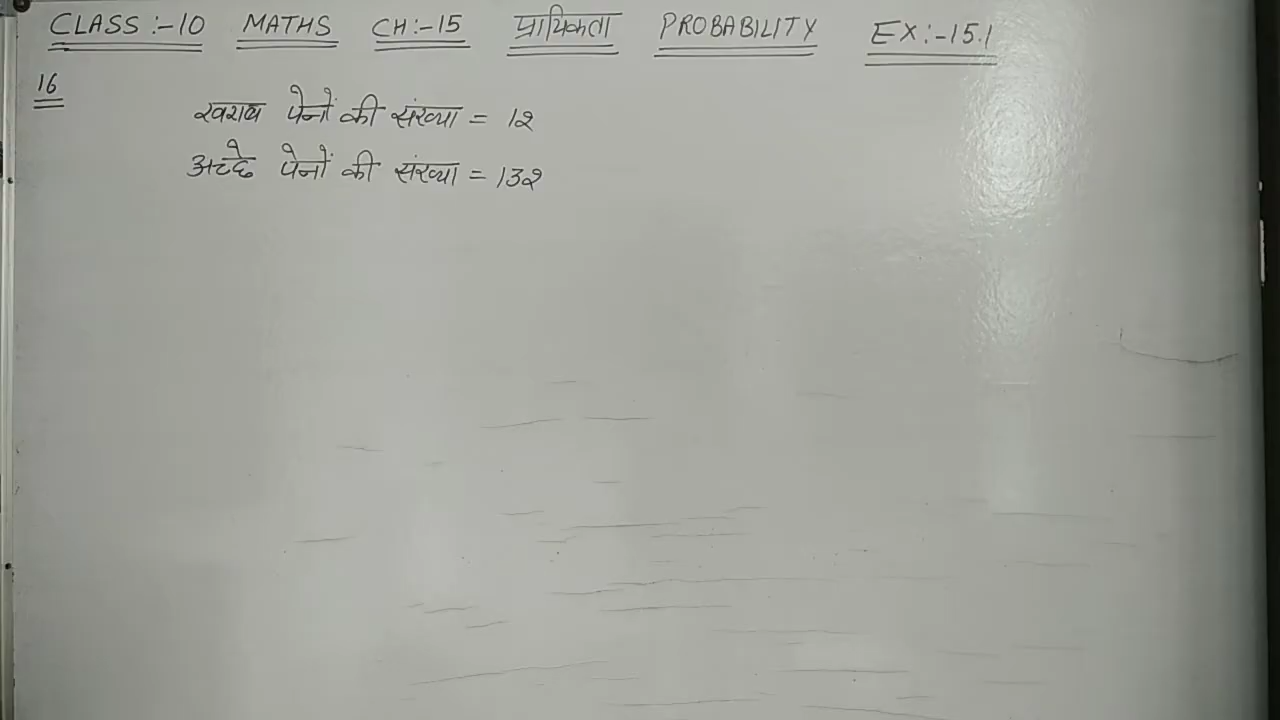 CLASS :-10 MATHS CH:-15 प्रायिकता PROBABILITY EX:-15.1
16
खराब पेनों की संख्या = 12
अच्छे पेनों की संख्या = 132